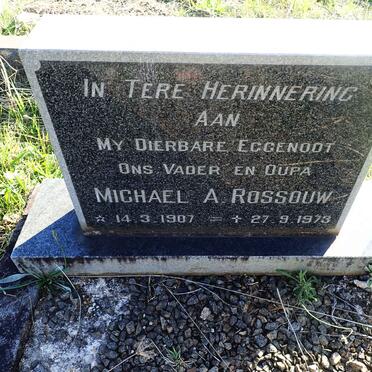 IN TERE HERINNERING
AAN
MY DIERBARE EGGENOOT
ONS VADER EN OUPA
MICHAEL A. ROSSOUW
☆ 14.3.1907 = + 27.9.1973